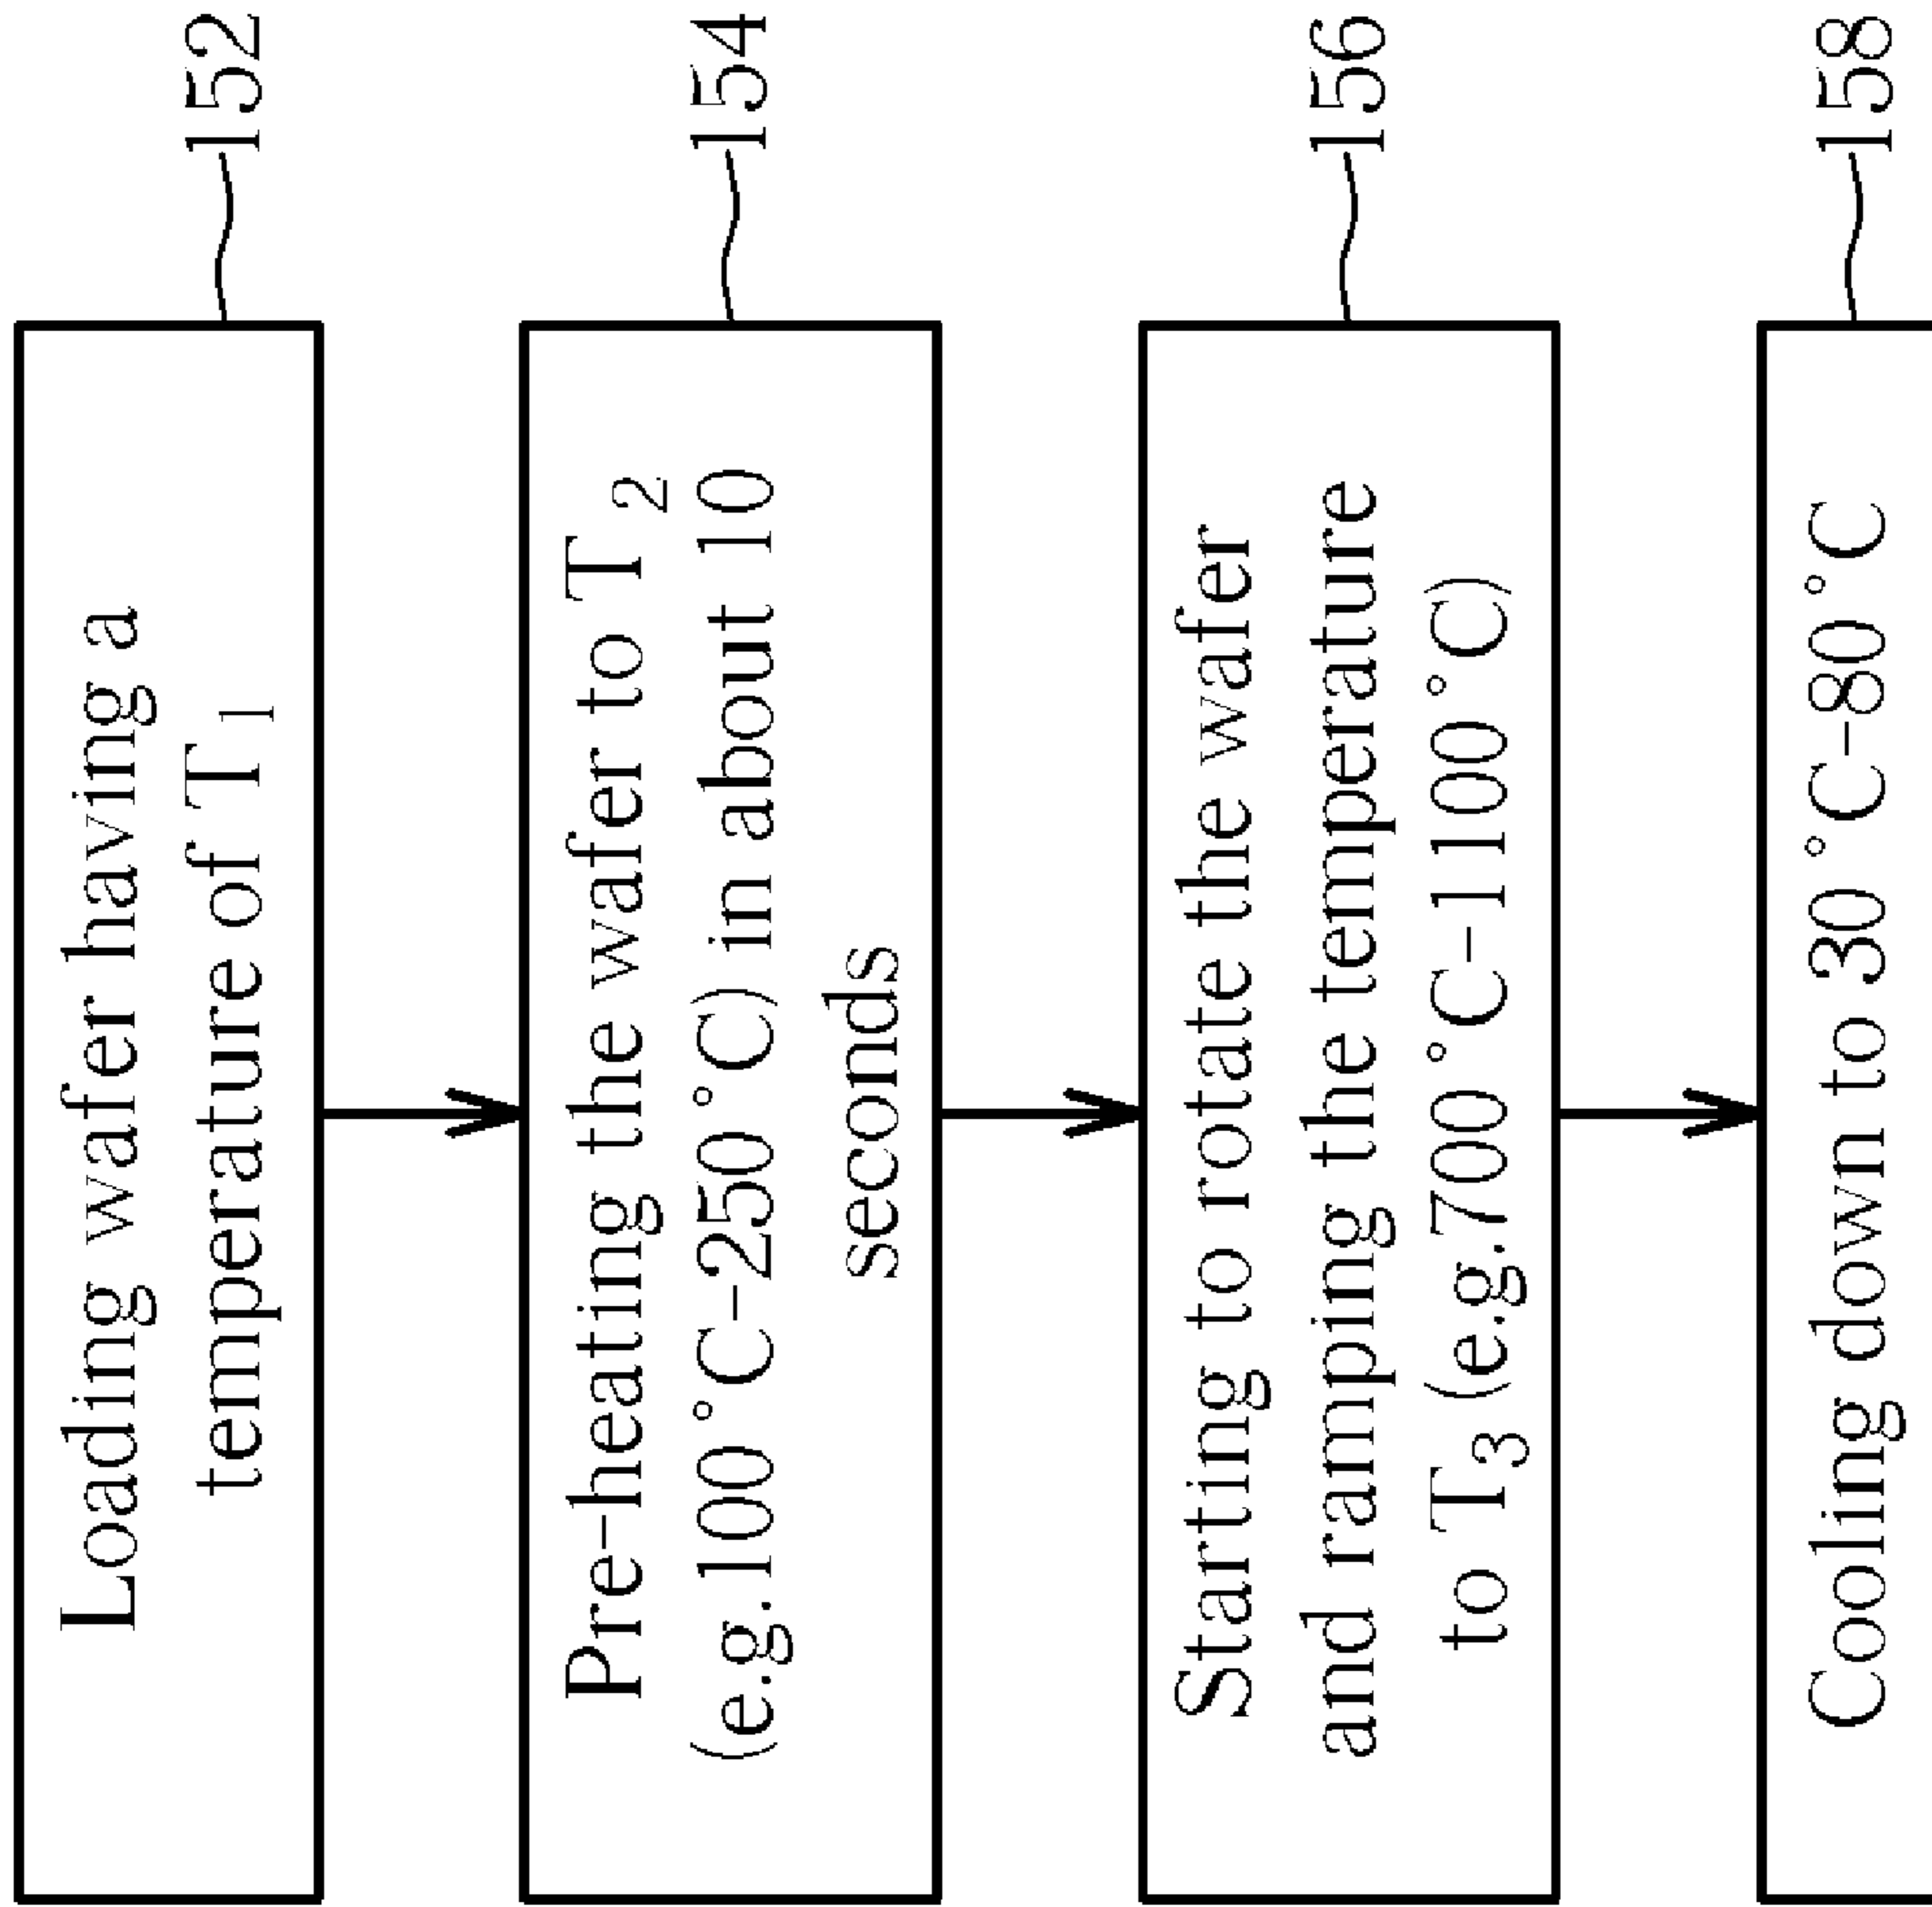 Loading wafer having a
temperature of T1
152
Pre-heating the wafer to T2
(e.g.100°C-250°C) in about 10
seconds
154
Starting to rotate the wafer
and ramping the temperature
to T3 (e.g.700°C-1100°C)
156
Cooling down to 30°C-80°C
158